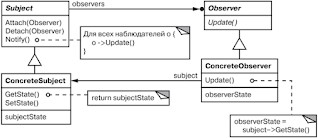 Subject
observers
Observer
Attach(Observer)
Detach(Observer)
Notify()
Update()
Для всех наблюдателей o {
o ->Update()
}
ConcreteSubject
subject
ConcreteObserver
GetState()
SetState()
return subjectState
Update()
subjectState
observerState
observerState =
subject->GetState()